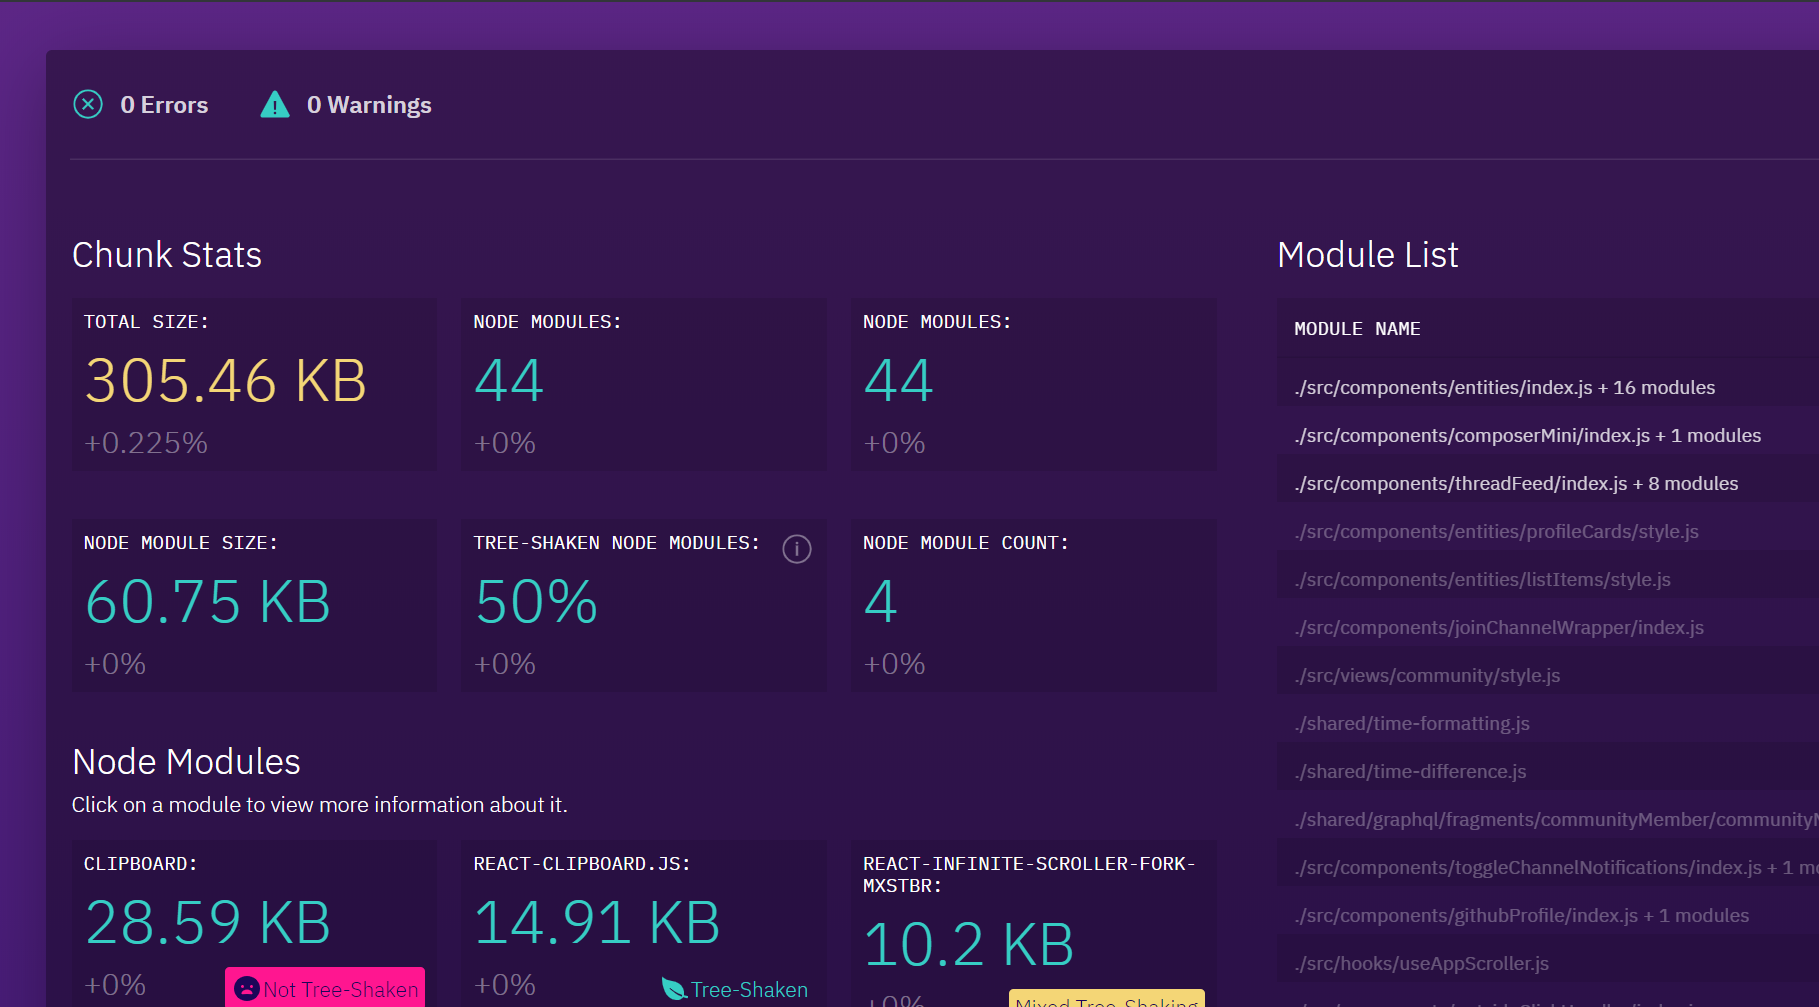 0 Errors
0 Warnings
Chunk Stats
TOTAL SIZE:
305.46 KB
+0.225%
NODE MODULES:
44
+0%
NODE MODULES:
44
+0%
NODE MODULE SIZE:
60.75 KB
+0%
TREE-SHAKEN NODE MODULES:
50%
+0%
NODE MODULE COUNT:
4
+0%
Node Modules
Click on a module to view more information about it.
CLIPBOARD:
28.59 KB
+0%
Not Tree-Shaken
REACT-CLIPBOARD.JS:
14.91 KB
+0%
Tree-Shaken
REACT-INFINITE-SCROLLER-FORK-
MXSTBR:
10.2 KB
+0%
Mixed Tree-Shaking
Module List
MODULE NAME
./src/components/entities/index.js + 16 modules
./src/components/composerMini/index.js + 1 modules
./src/components/threadFeed/index.js + 8 modules
./src/components/entities/profileCards/style.js
./src/components/entities/listItems/style.js
./src/components/joinChannelWrapper/index.js
./src/views/community/style.js
./shared/time-formatting.js
./shared/time-difference.js
./shared/graphql/fragments/communityMember/community
./src/components/toggleChannelNotifications/index.js + 1
./src/components/githubProfile/index.js + 1 modules
./src/hooks/useAppScroller.js